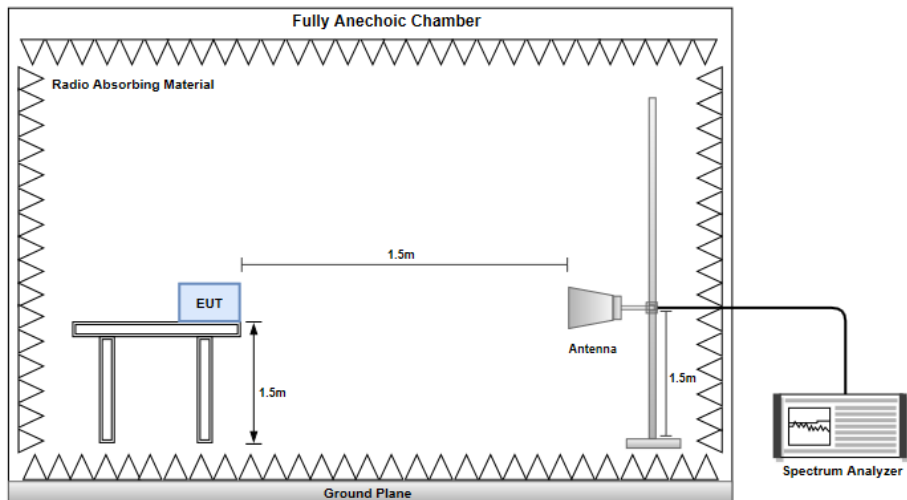 Fully Anechoic Chamber
Radio Absorbing Material
1.5m
EUT
Antenna
1.5m
1.5m
Spectrum Analyzer
Ground Plane